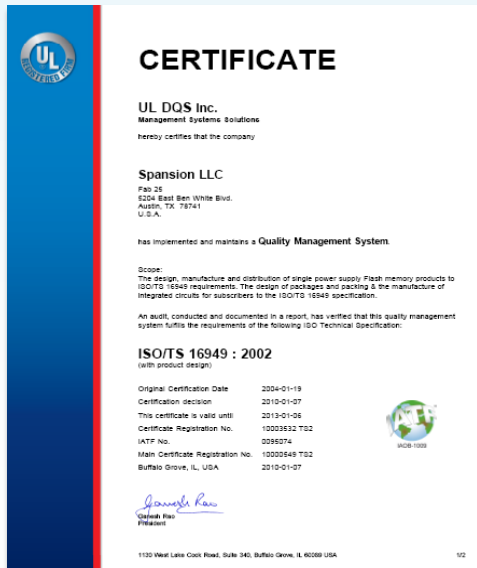 UL
REGISTERED FIRM
CERTIFICATE
UL DQS Inc.
Management Systems Solutions
hereby certifies that the company
Spansion LLC
Fab 25
5204 East Ben White Blvd.
Austin, TX 78741
U.S.A.
has implemented and maintains a Quality Management System.
Scope:
The design, manufacture and distribution of single power supply Flash memory products to
ISO/TS 16949 requirements. The design of packages and packing & the manufacture of
integrated circuits for subscribers to the ISO/TS 16949 specification.
An audit, conducted and documented in a report, has verified that this quality management
system fulfills the requirements of the following ISO Technical Specification:
ISO/TS 16949 : 2002
(with product design)
Original Certification Date 2004-01-19
Certification decision 2010-01-07
This certificate is valid until 2013-01-06
Certificate Registration No. 10003532 TS2
IATF No. 0095074
Main Certificate Registration No. 10000549 TS2
Buffalo Grove, IL, USA 2010-01-07
IATF
IAOB-1009
Ganesh Rao
Ganesh Rao
President
1130 West Lake Cook Road, Suite 340, Buffalo Grove, IL 60089 USA 1/2